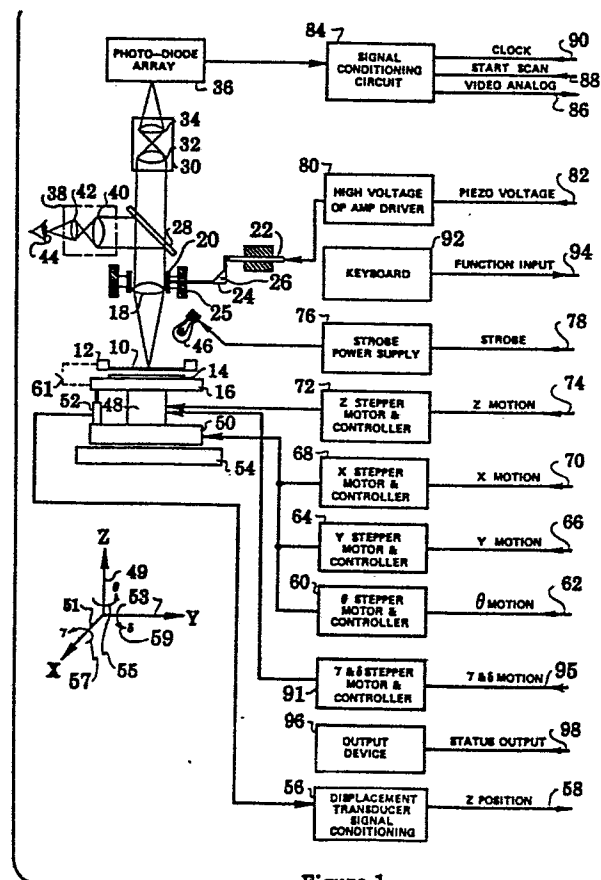 PHOTO-DIODE
ARRAY
36
84
SIGNAL
CONDITIONING
CIRCUIT
CLOCK
90
START SCAN
88
VIDEO ANALOG
86
34
32
30
80
HIGH VOLTAGE
OP AMP DRIVER
PIEZO VOLTAGE
82
38
42
40
44
28
20
22
26
24
25
18
92
KEYBOARD
FUNCTION INPUT
94
46
76
STROBE
POWER SUPPLY
STROBE
78
12
10
14
16
61
52
48
50
54
72
Z STEPPER
MOTOR &
CONTROLLER
Z MOTION
74
68
X STEPPER
MOTOR &
CONTROLLER
X MOTION
70
64
Y STEPPER
MOTOR &
CONTROLLER
Y MOTION
66
60
θ STEPPER
MOTOR &
CONTROLLER
θ MOTION
62
Z
49
θ
51
53
Y
γ
δ
59
X
57
55
7 & δ STEPPER
MOTOR &
CONTROLLER
91
7 & δ MOTION
95
96
OUTPUT
DEVICE
STATUS OUTPUT
98
56
DISPLACEMENT
TRANSDUCER
SIGNAL
CONDITIONING
Z POSITION
58
Figure 1